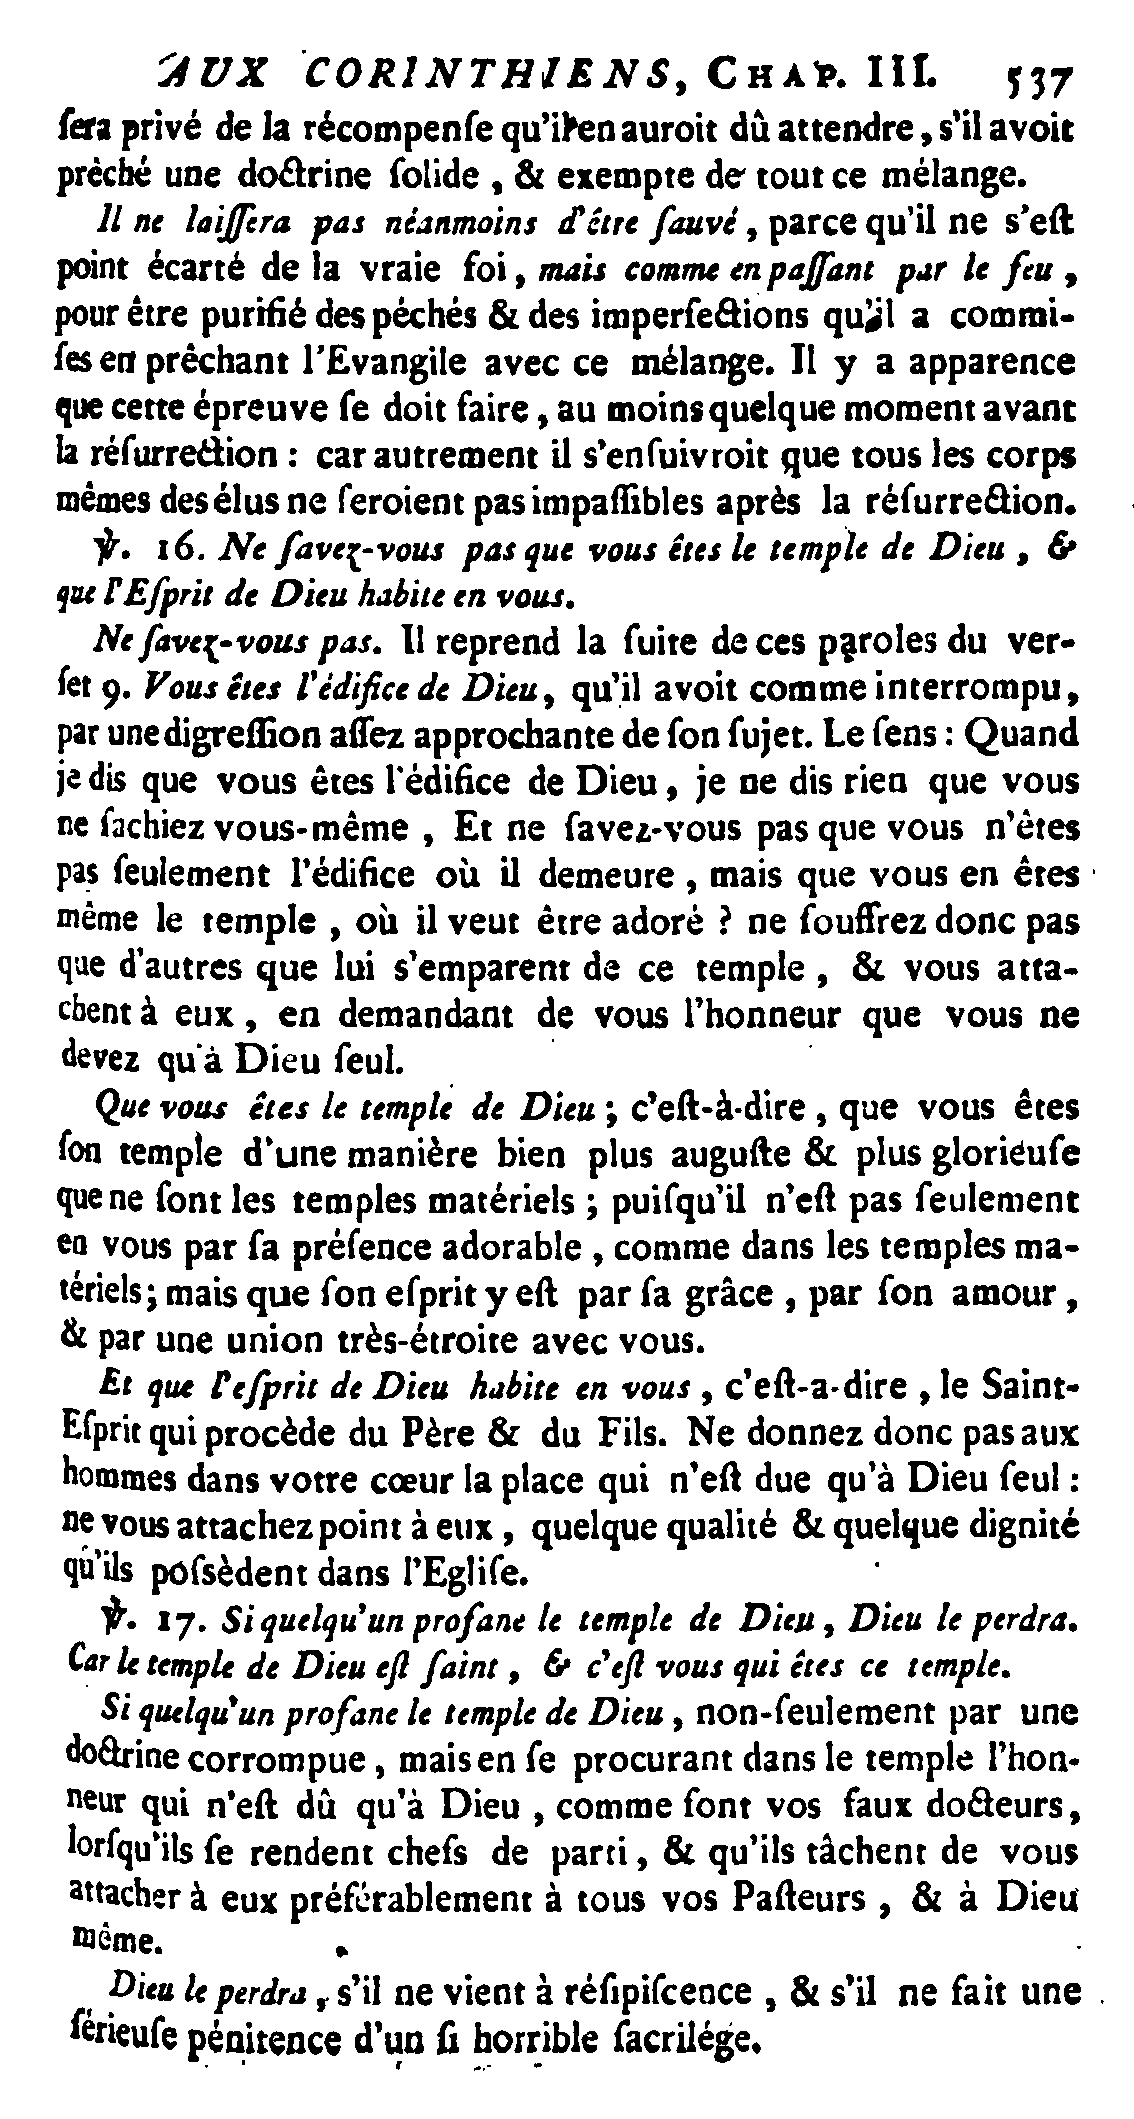 AUX CORINTHIENS, CHAP. III. 537
ſera privé de la récompenſe qu'il en auroit dû attendre, s'il avoit
prêché une doctrine ſolide, & exempte de tout ce mélange.
Il ne laiſſera pas néanmoins d'être ſauvé, parce qu'il ne s'eſt
point écarté de la vraie foi, mais comme en paſſant par le feu,
pour être purifié des péchés & des imperfections qu'il a commi-
ſes en prêchant l'Evangile avec ce mélange. Il y a apparence
que cette épreuve ſe doit faire, au moins quelque moment avant
la réſurrection : car autrement il s'enſuivroit que tous les corps
mêmes des élus ne ſeroient pas impaſſibles après la réſurrection.
℣. 16. Ne ſavez-vous pas que vous êtes le temple de Dieu, &
que l'Eſprit de Dieu habite en vous.
Ne ſavez-vous pas. Il reprend la ſuite de ces paroles du ver-
ſet 9. Vous êtes l'édifice de Dieu, qu'il avoit comme interrompu,
par une digreſſion aſſez approchante de ſon ſujet. Le ſens : Quand
je dis que vous êtes l'édifice de Dieu, je ne dis rien que vous
ne ſachiez vous-même, Et ne ſavez-vous pas que vous n'êtes
pas ſeulement l'édifice où il demeure, mais que vous en êtes
même le temple, où il veut être adoré ? ne ſouffrez donc pas
que d'autres que lui s'emparent de ce temple, & vous atta-
chent à eux, en demandant de vous l'honneur que vous ne
devez qu'à Dieu ſeul.
Que vous êtes le temple de Dieu ; c'eſt-à-dire, que vous êtes
ſon temple d'une manière bien plus auguſte & plus glorieuſe
que ne ſont les temples matériels ; puiſqu'il n'eſt pas ſeulement
en vous par ſa préſence adorable, comme dans les temples ma-
tériels; mais que ſon eſprit y eſt par ſa grâce, par ſon amour,
& par une union très-étroite avec vous.
Et que l'eſprit de Dieu habite en vous, c'eſt-a-dire, le Saint-
Eſprit qui procède du Père & du Fils. Ne donnez donc pas aux
hommes dans votre cœur la place qui n'eſt due qu'à Dieu ſeul :
ne vous attachez point à eux, quelque qualité & quelque dignité
qu'ils poſsèdent dans l'Egliſe.
℣. 17. Si quelqu'un profane le temple de Dieu, Dieu le perdra.
Car le temple de Dieu eſt ſaint, & c'eſt vous qui êtes ce temple.
Si quelqu'un profane le temple de Dieu, non-ſeulement par une
doctrine corrompue, mais en ſe procurant dans le temple l'hon-
neur qui n'eſt dû qu'à Dieu, comme font vos faux docteurs,
lorſqu'ils ſe rendent chefs de parti, & qu'ils tâchent de vous
attacher à eux préférablement à tous vos Paſteurs, & à Dieu
même.
Dieu le perdra, s'il ne vient à réſipiſcence, & s'il ne fait une
ſérieuſe pénitence d'un ſi horrible ſacrilége.